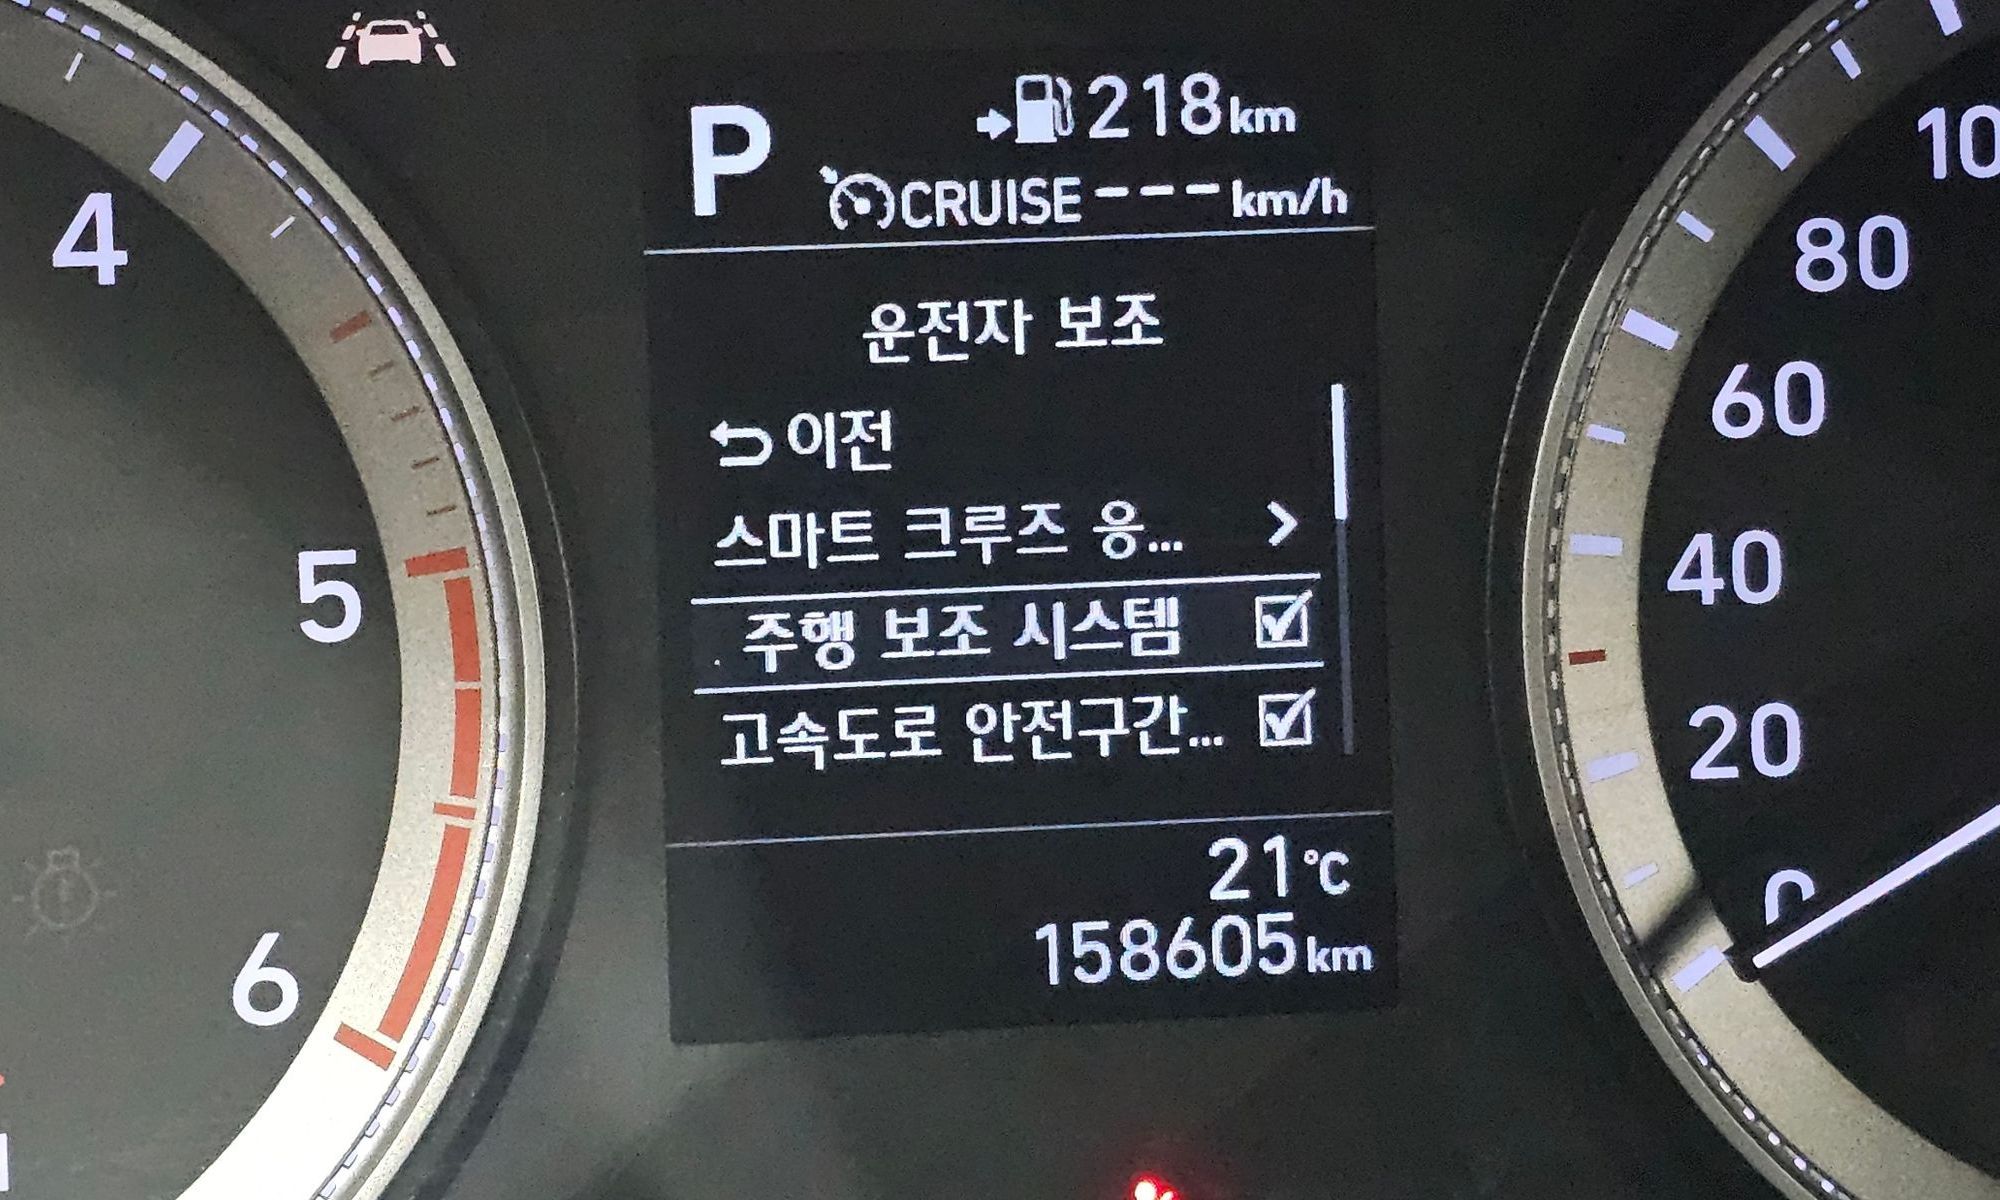 P
218km
CRUISE---km/h
운전자 보조
이전
스마트 크루즈 응...
주행 보조 시스템
고속도로 안전구간...
21°C
158605km
4
5
6
80
60
40
20
0